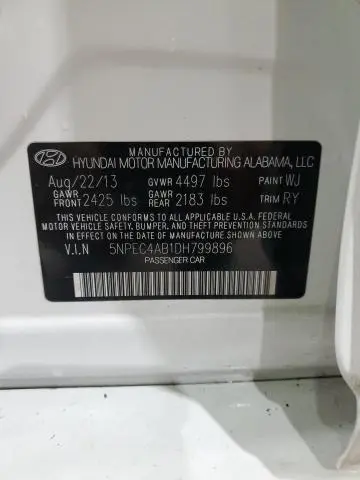 MANUFACTURED BY
HYUNDAI MOTOR MANUFACTURING ALABAMA, LLC
Aug/22/13 GVWR 4497 lbs PAINT WJ
GAWR FRONT 2425 lbs GAWR REAR 2183 lbs TRIM RY
THIS VEHICLE CONFORMS TO ALL APPLICABLE U.S. FEDERAL
MOTOR VEHICLE SAFETY, BUMPER, AND THEFT PREVENTION
STANDARDS IN EFFECT ON THE DATE OF MANUFACTURE SHOWN ABOVE.
V.I.N 5NPEC4AB1DH799896
PASSENGER CAR